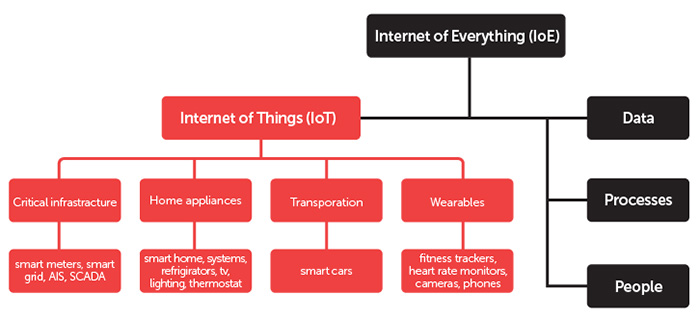 Internet of Everything (IoE)
Internet of Things (IoT)
Data
Critical infrastracture
Home appliances
Transporation
Wearables
Processes
smart meters, smart
grid, AIS, SCADA
smart home, systems,
refrigirators, tv,
lighting, thermostat
smart cars
fitness trackers,
heart rate monitors,
cameras, phones
People